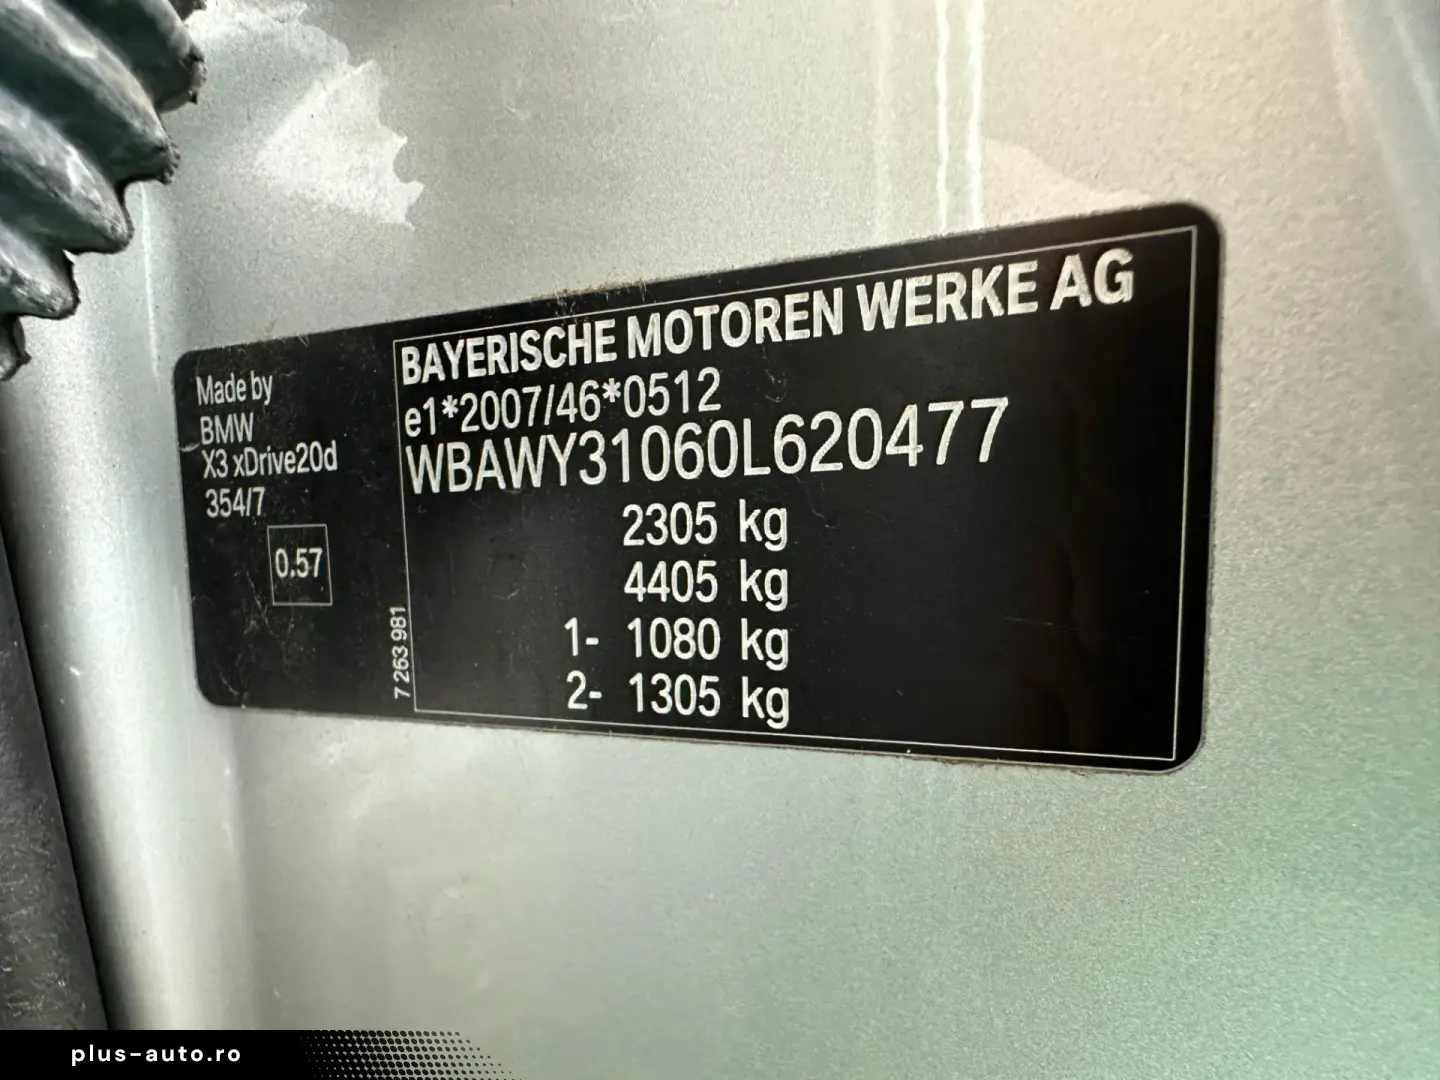 Made by
BMW
X3 xDrive20d
354/7
0.57
7 263 981
BAYERISCHE MOTOREN WERKE AG
e1*2007/46*0512
WBAWY31060L620477
2305 kg
4405 kg
1- 1080 kg
2- 1305 kg
plus-auto.ro